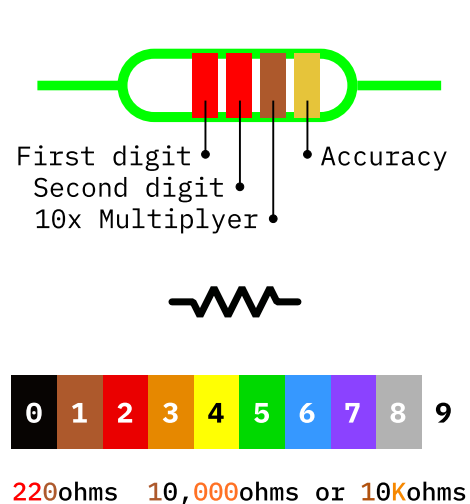 First digit
Accuracy
Second digit
10x Multiplyer
0 1 2 3 4 5 6 7 8 9
220ohms 10,000ohms or 10Kohms